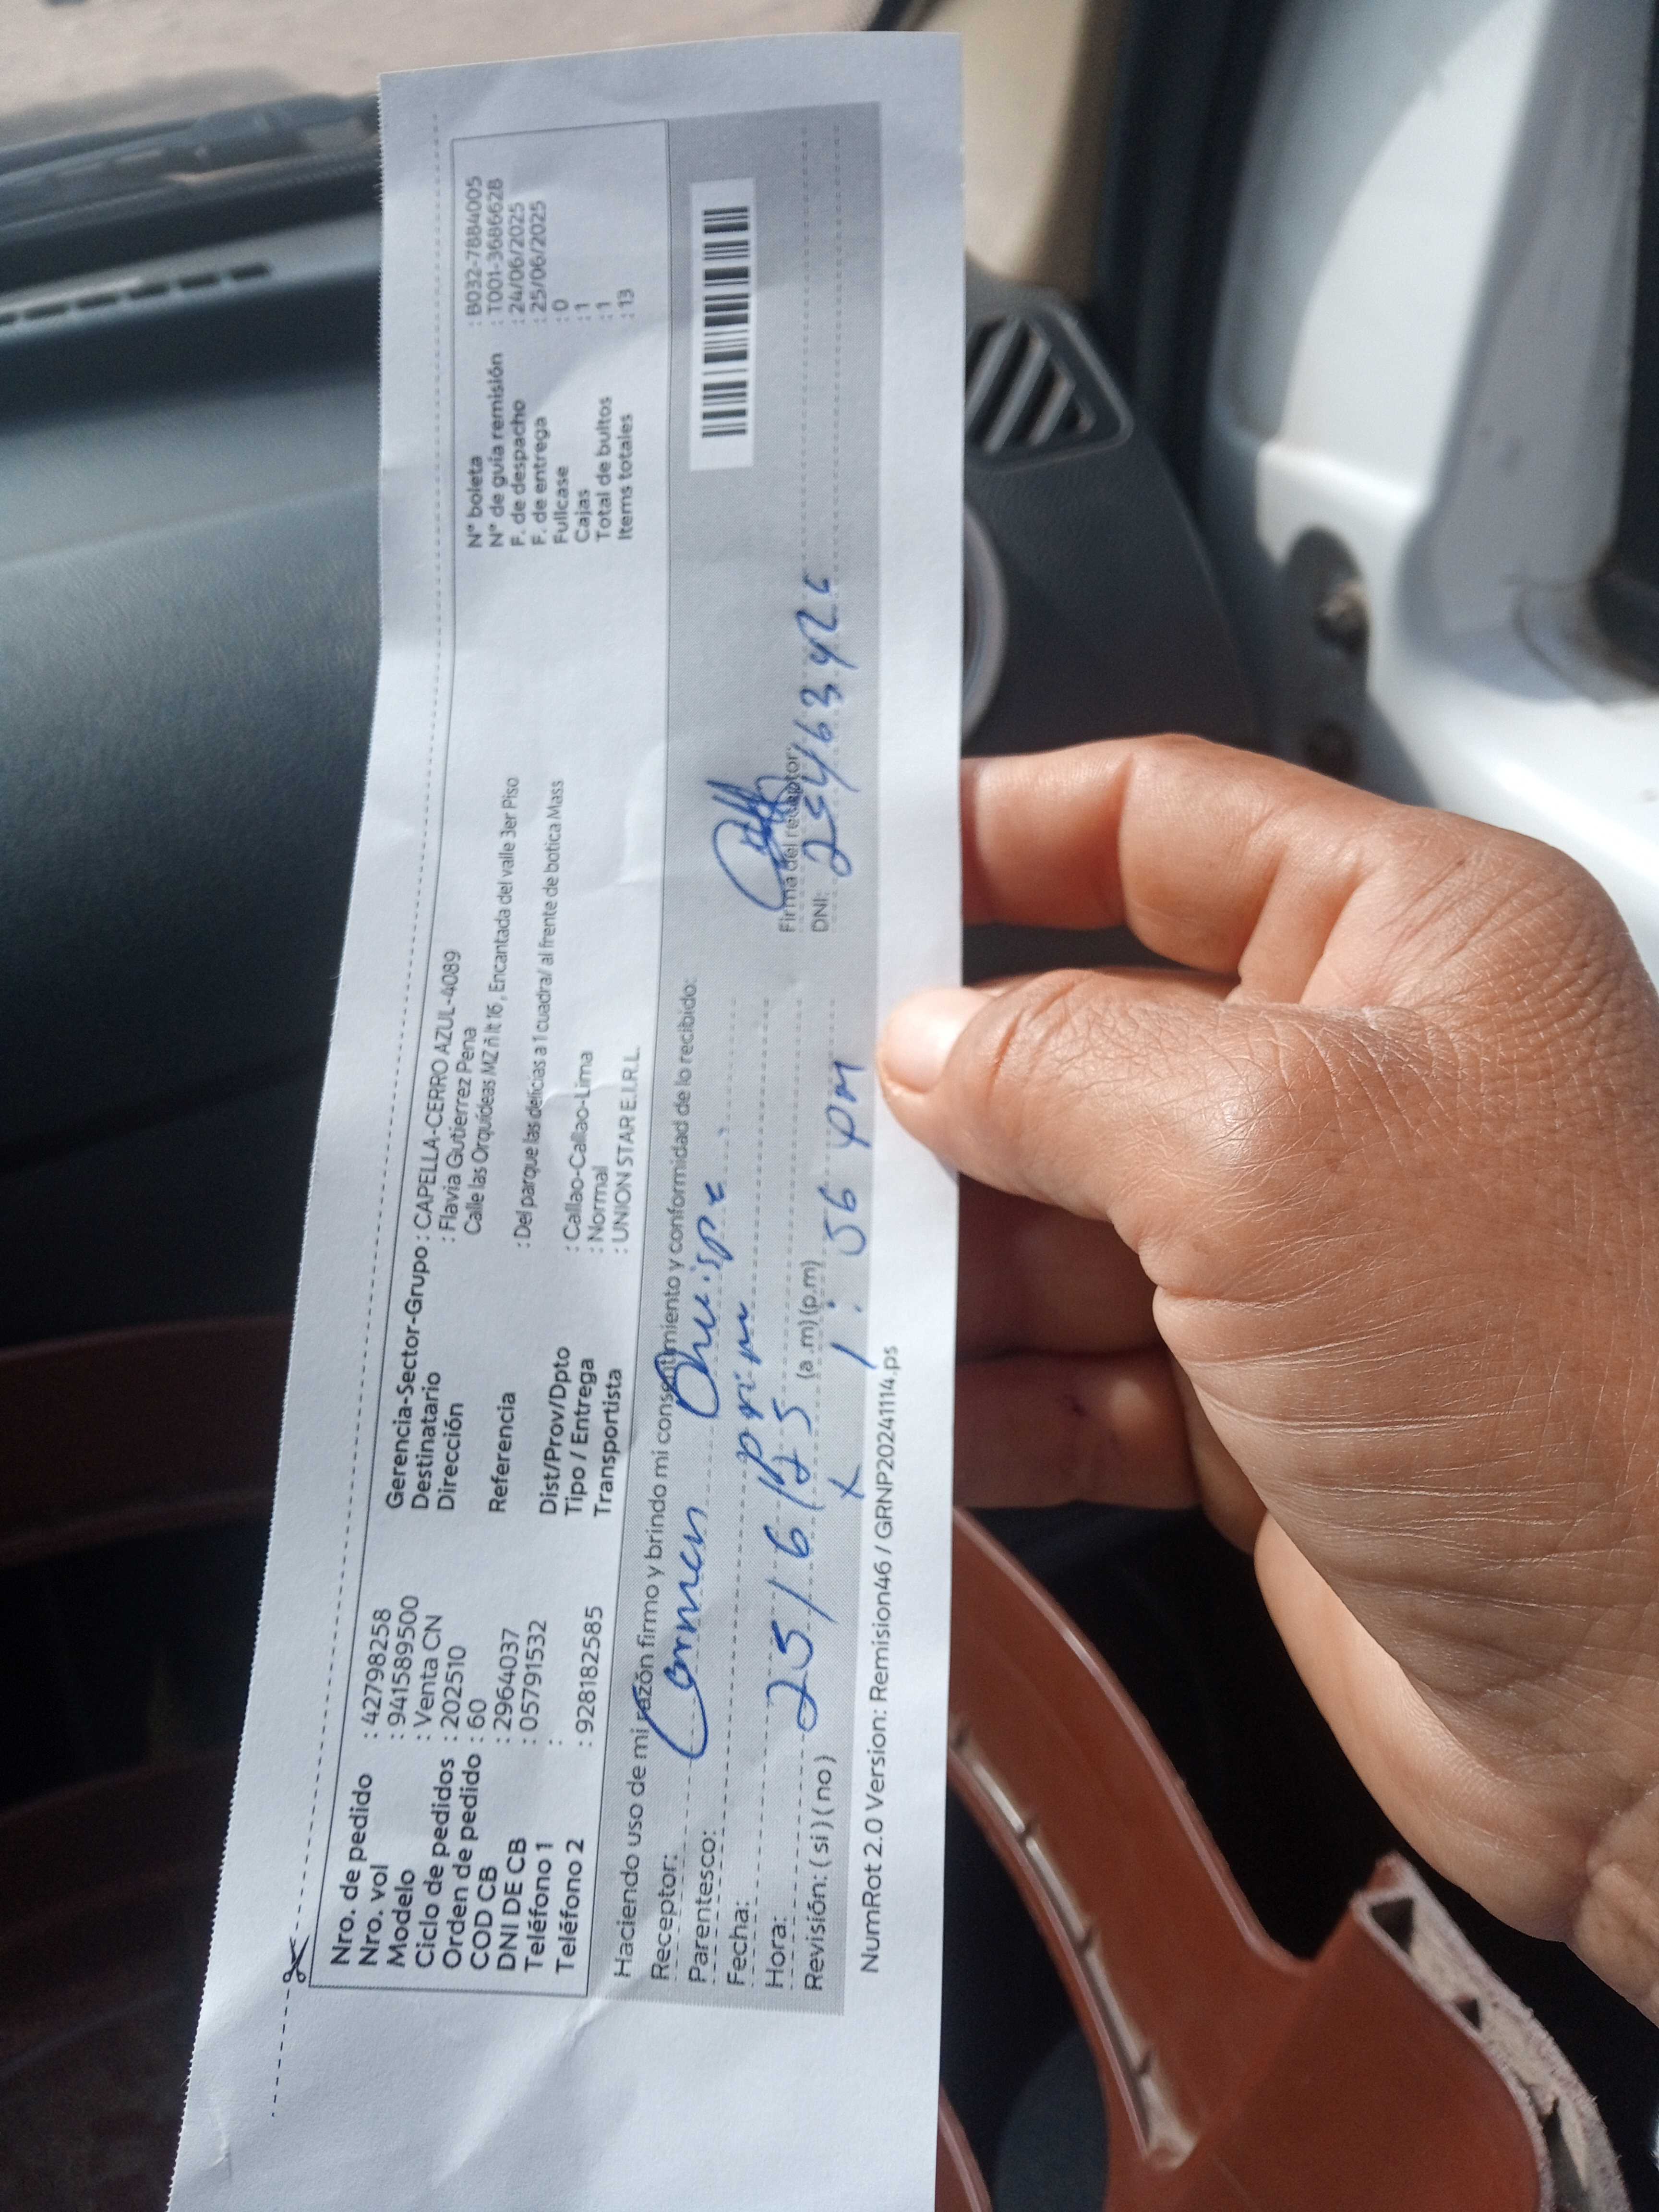 Nro. de pedido : 42798258
Nro. vol : 941589500
Modelo : Venta CN
Ciclo de pedidos : 202510
Orden de pedido : 60
COD CB : 2964037
DNI DE CB : 05791532
Teléfono 1 :
Teléfono 2 : 928182585
Gerencia-Sector-Grupo : CAPELLA-CERRO AZUL-4089
Destinatario : Flavia Gutierrez Pena
Dirección Calle las Orquídeas MZ ñ lt 16, Encantada del valle 3er Piso
Referencia : Del parque las delicias a 1 cuadra/ al frente de botica Mass
Dist/Prov/Dpto : Callao-Callao-Lima
Tipo / Entrega : Normal
Transportista : UNION STAR E.I.R.L.
N° boleta : B032-7884005
N° de guía remisión : T001-3686628
F. de despacho : 24/06/2025
F. de entrega : 25/06/2025
Fullcase : 0
Cajas : 1
Total de bultos : 1
Items totales : 13
Haciendo uso de mi razón firmo y brindo mi consentimiento y conformidad de lo recibido:
Receptor: Carmen Quispe
Parentesco: prim
Fecha: 25/6/25
Hora: (a .m) (p.m) 1:56 pm
Revisión: ( si ) ( no ) x
Firma del receptor
DNI:
NumRot 2.0 Version: Remision46 / GRNP20241114.ps